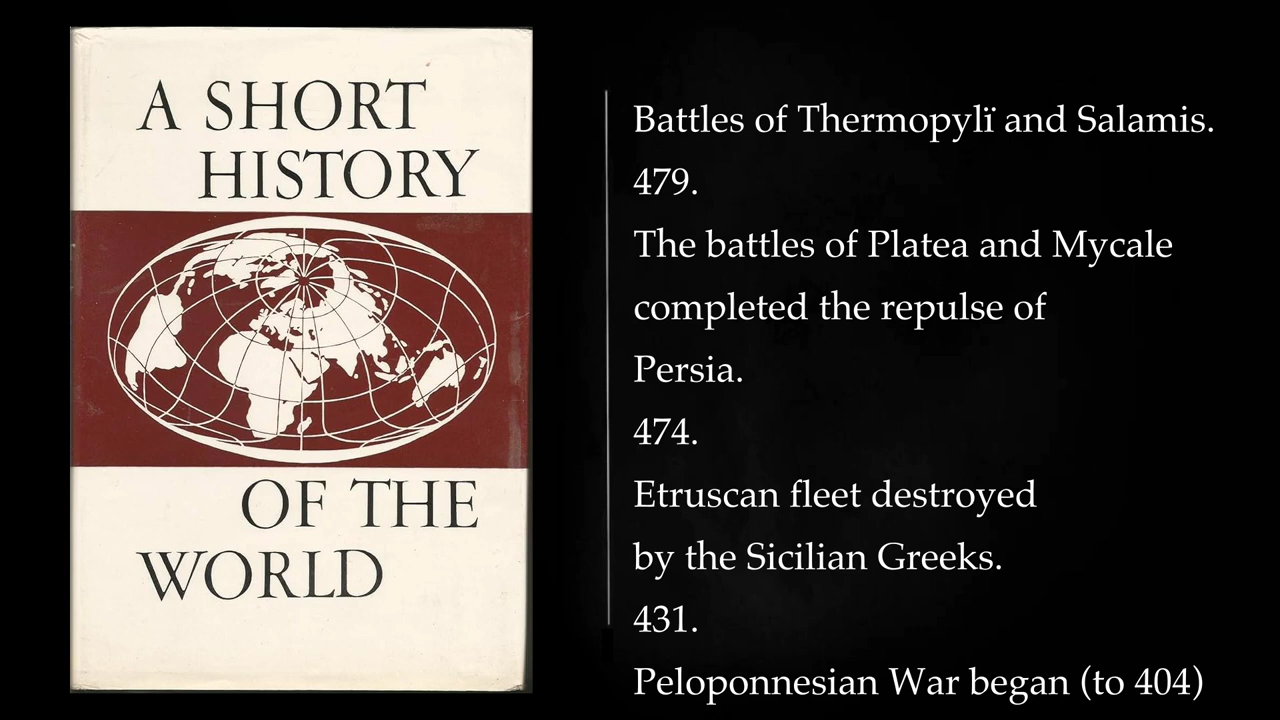 A SHORT
HISTORY
OF THE
WORLD
Battles of Thermopylï and Salamis.
479.
The battles of Platea and Mycale
completed the repulse of
Persia.
474.
Etruscan fleet destroyed
by the Sicilian Greeks.
431.
Peloponnesian War began (to 404)